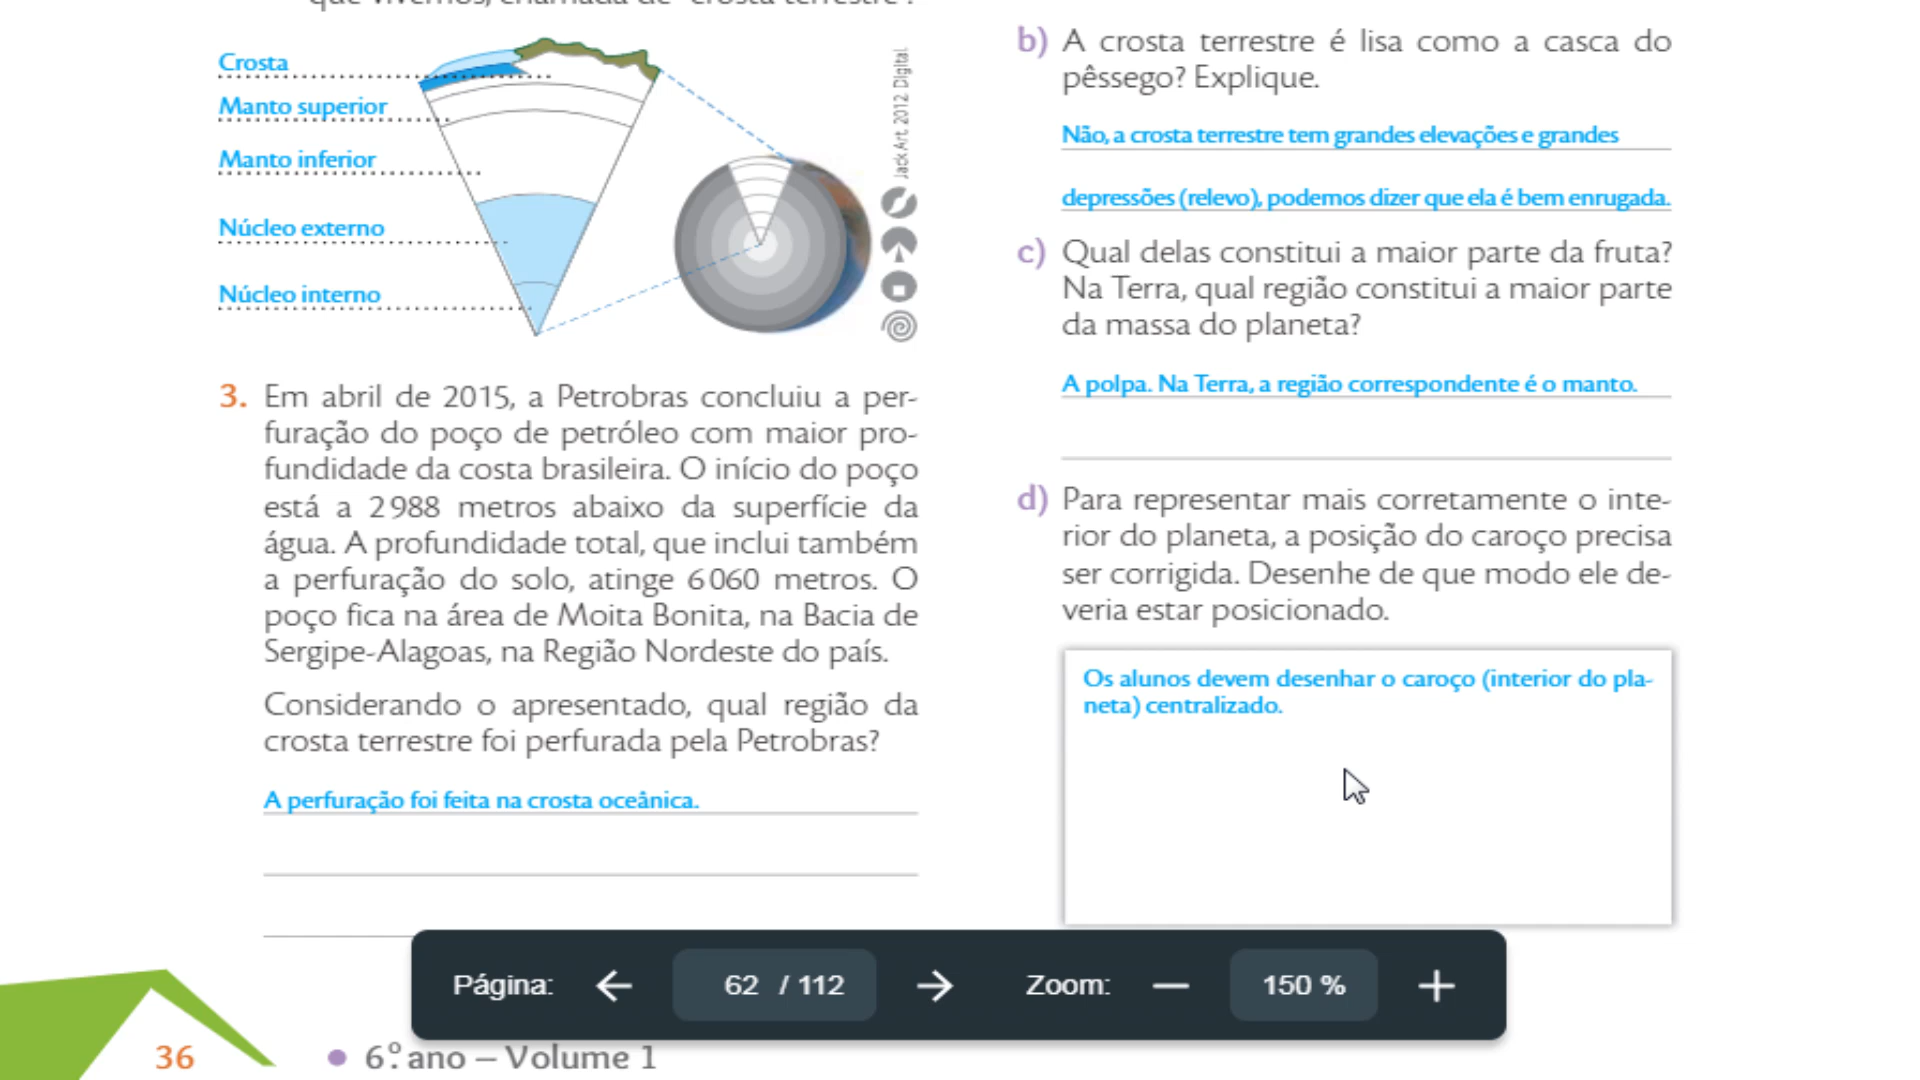 que vivemos, chamada de "crosta terrestre".
Crosta
Manto superior
Manto inferior
Núcleo externo
Núcleo interno
Jack Art. 2012. Digital.
3. Em abril de 2015, a Petrobras concluiu a per-
furação do poço de petróleo com maior pro-
fundidade da costa brasileira. O início do poço
está a 2988 metros abaixo da superfície da
água. A profundidade total, que inclui também
a perfuração do solo, atinge 6060 metros. O
poço fica na área de Moita Bonita, na Bacia de
Sergipe-Alagoas, na Região Nordeste do país.
Considerando o apresentado, qual região da
crosta terrestre foi perfurada pela Petrobras?
A perfuração foi feita na crosta oceânica.
b) A crosta terrestre é lisa como a casca do
pêssego? Explique.
Não, a crosta terrestre tem grandes elevações e grandes
depressões (relevo), podemos dizer que ela é bem enrugada.
c) Qual delas constitui a maior parte da fruta?
Na Terra, qual região constitui a maior parte
da massa do planeta?
A polpa. Na Terra, a região correspondente é o manto.
d) Para representar mais corretamente o inte-
rior do planeta, a posição do caroço precisa
ser corrigida. Desenhe de que modo ele de-
veria estar posicionado.
Os alunos devem desenhar o caroço (interior do pla-
neta) centralizado.
Página: 62 / 112 Zoom: 150 %
36 6º. ano – Volume 1